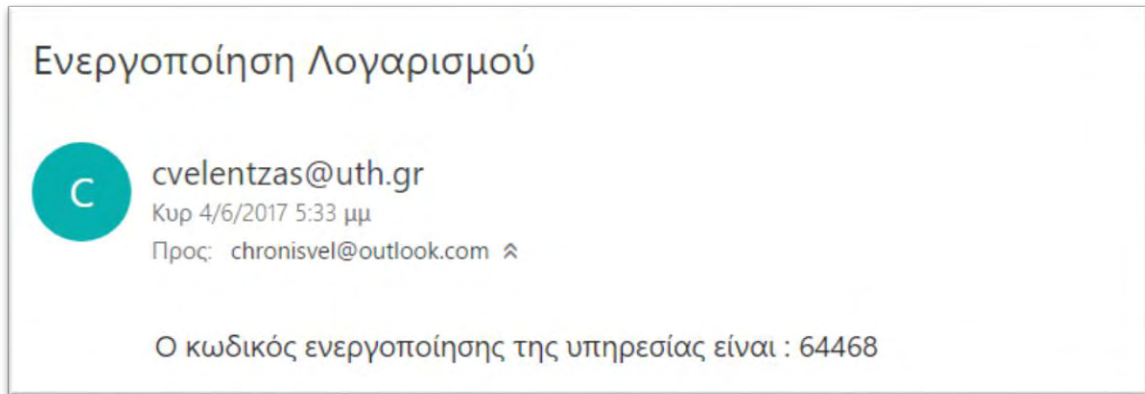 Ενεργοποίηση Λογαρισμού
C
cvelentzas@uth.gr
Κυρ 4/6/2017 5:33 μμ
Προς: chronisvel@outlook.com
Ο κωδικός ενεργοποίησης της υπηρεσίας είναι : 64468